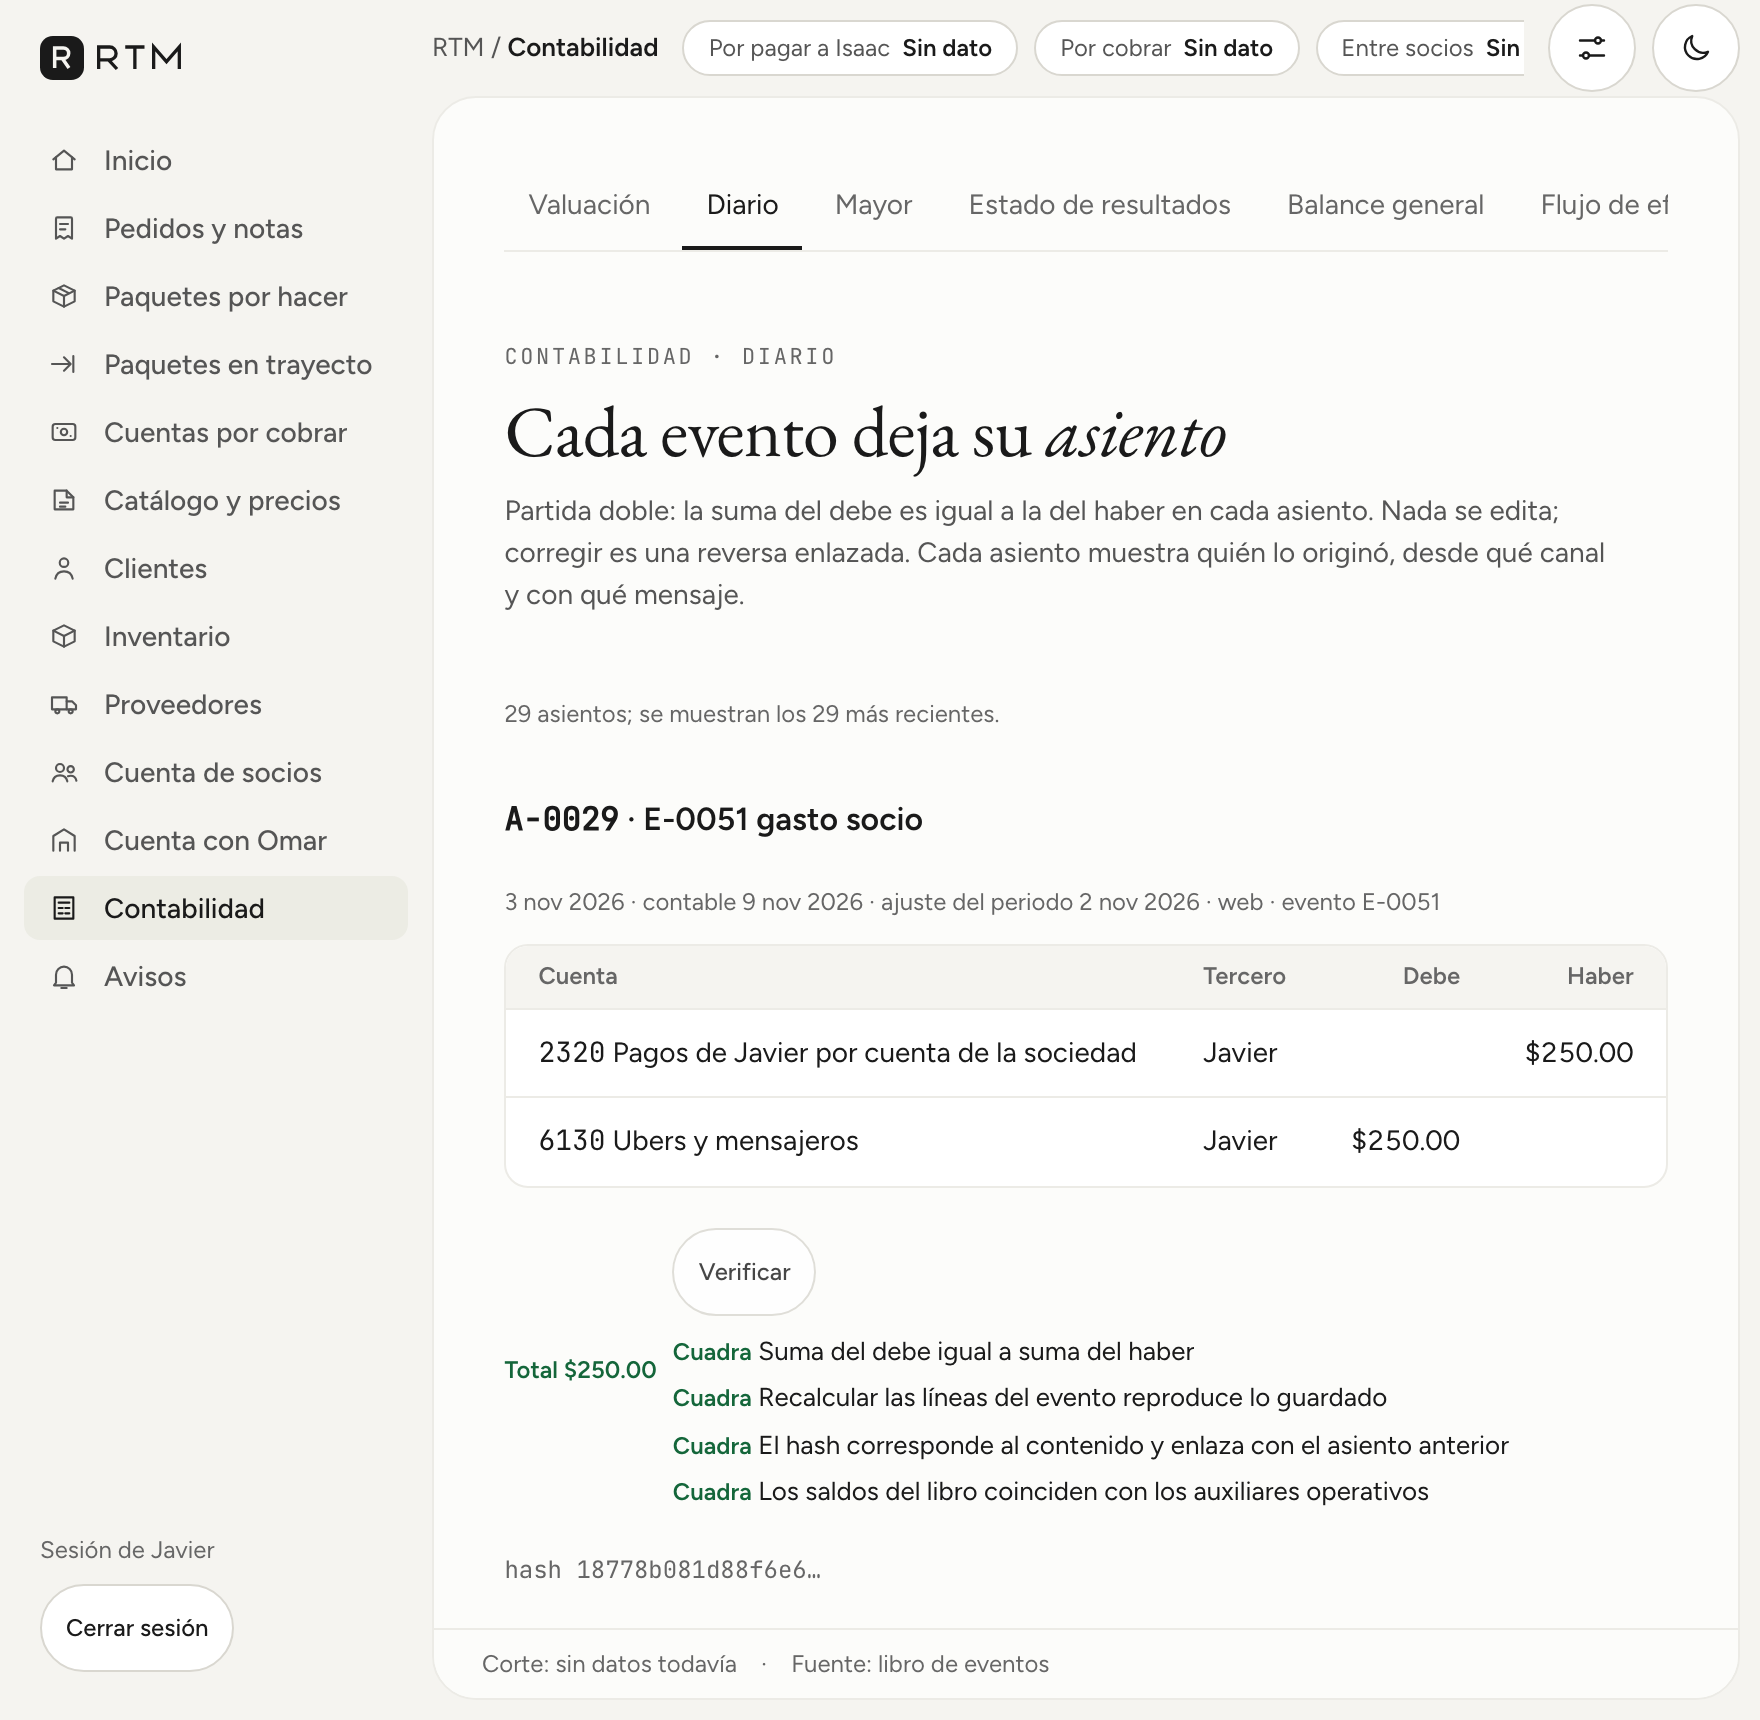 R RTM
Inicio
Pedidos y notas
Paquetes por hacer
Paquetes en trayecto
Cuentas por cobrar
Catálogo y precios
Clientes
Inventario
Proveedores
Cuenta de socios
Cuenta con Omar
Contabilidad
Avisos
Sesión de Javier
Cerrar sesión
RTM / Contabilidad
Por pagar a Isaac Sin dato
Por cobrar Sin dato
Entre socios Sin
Valuación Diario Mayor Estado de resultados Balance general Flujo de ef
CONTABILIDAD · DIARIO
Cada evento deja su asiento
Partida doble: la suma del debe es igual a la del haber en cada asiento. Nada se edita;
corregir es una reversa enlazada. Cada asiento muestra quién lo originó, desde qué canal
y con qué mensaje.
29 asientos; se muestran los 29 más recientes.
A-0029 · E-0051 gasto socio
3 nov 2026 · contable 9 nov 2026 · ajuste del periodo 2 nov 2026 · web · evento E-0051
Cuenta Tercero Debe Haber
2320 Pagos de Javier por cuenta de la sociedad Javier $250.00
6130 Ubers y mensajeros Javier $250.00
Verificar
Total $250.00
Cuadra Suma del debe igual a suma del haber
Cuadra Recalcular las líneas del evento reproduce lo guardado
Cuadra El hash corresponde al contenido y enlaza con el asiento anterior
Cuadra Los saldos del libro coinciden con los auxiliares operativos
hash 18778b081d88f6e6…
Corte: sin datos todavía · Fuente: libro de eventos